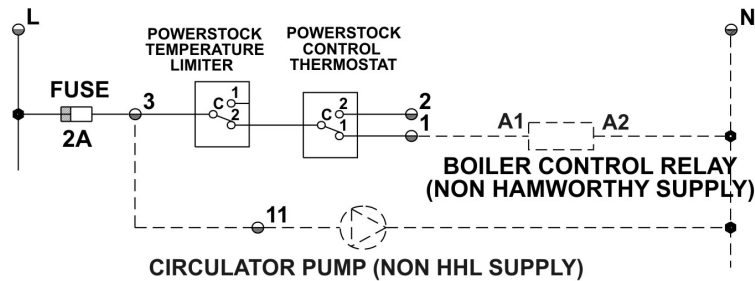 L
N
POWERSTOCK
TEMPERATURE
LIMITER
POWERSTOCK
CONTROL
THERMOSTAT
FUSE
2A
3
C
1
2
C
2
1
2
1
A1
A2
BOILER CONTROL RELAY
(NON HAMWORTHY SUPPLY)
11
CIRCULATOR PUMP (NON HHL SUPPLY)